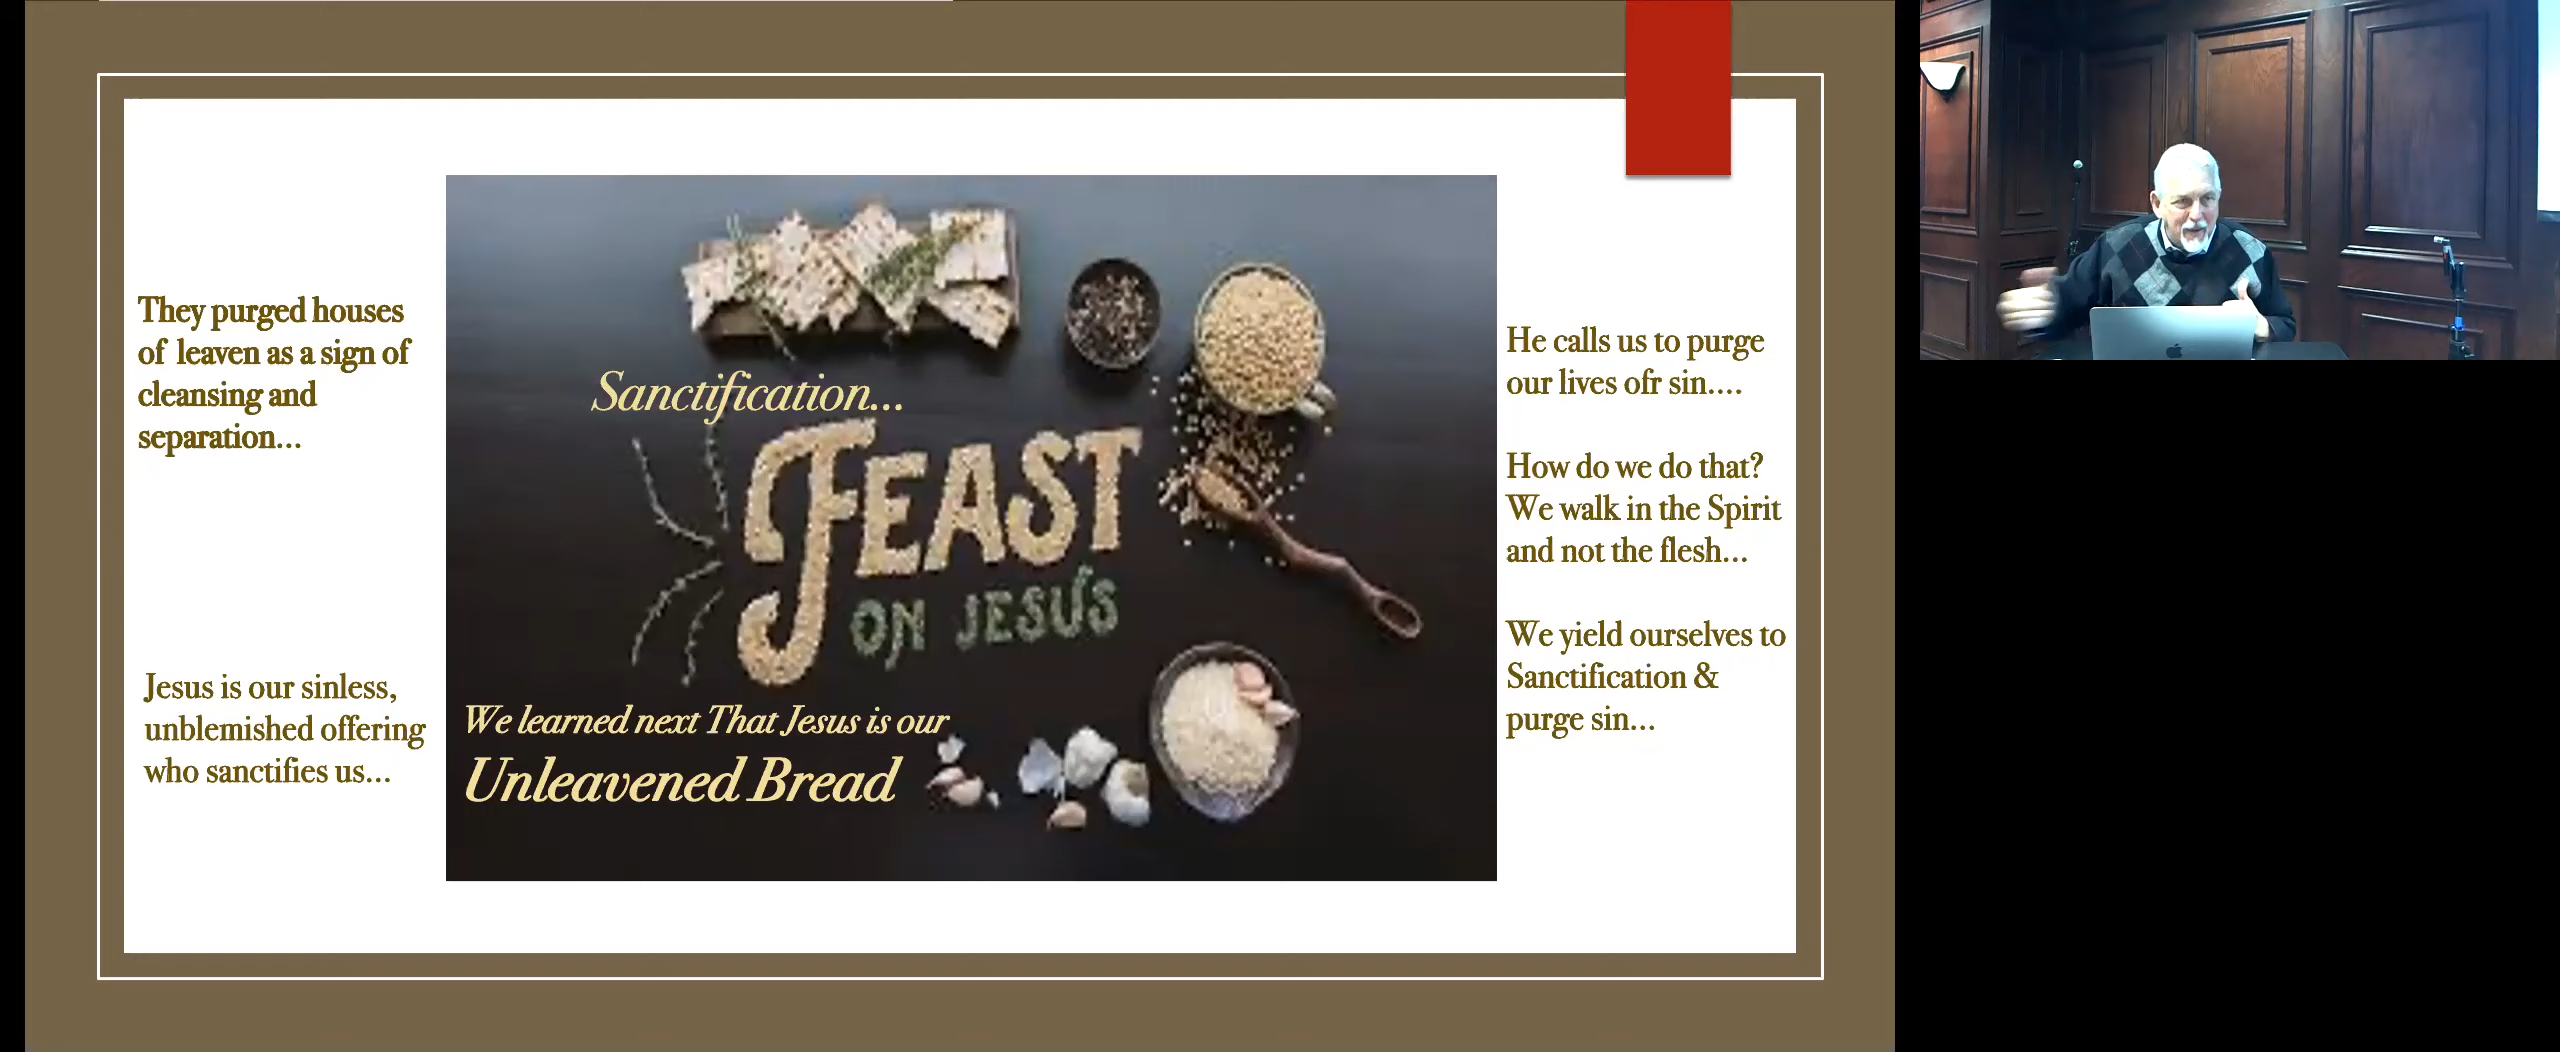 They purged houses
of leaven as a sign of
cleansing and
separation...
Jesus is our sinless,
unblemished offering
who sanctifies us...
Sanctification...
FEAST
ON JESUS
We learned next That Jesus is our
Unleavened Bread
He calls us to purge
our lives ofr sin....
How do we do that?
We walk in the Spirit
and not the flesh...
We yield ourselves to
Sanctification &
purge sin...